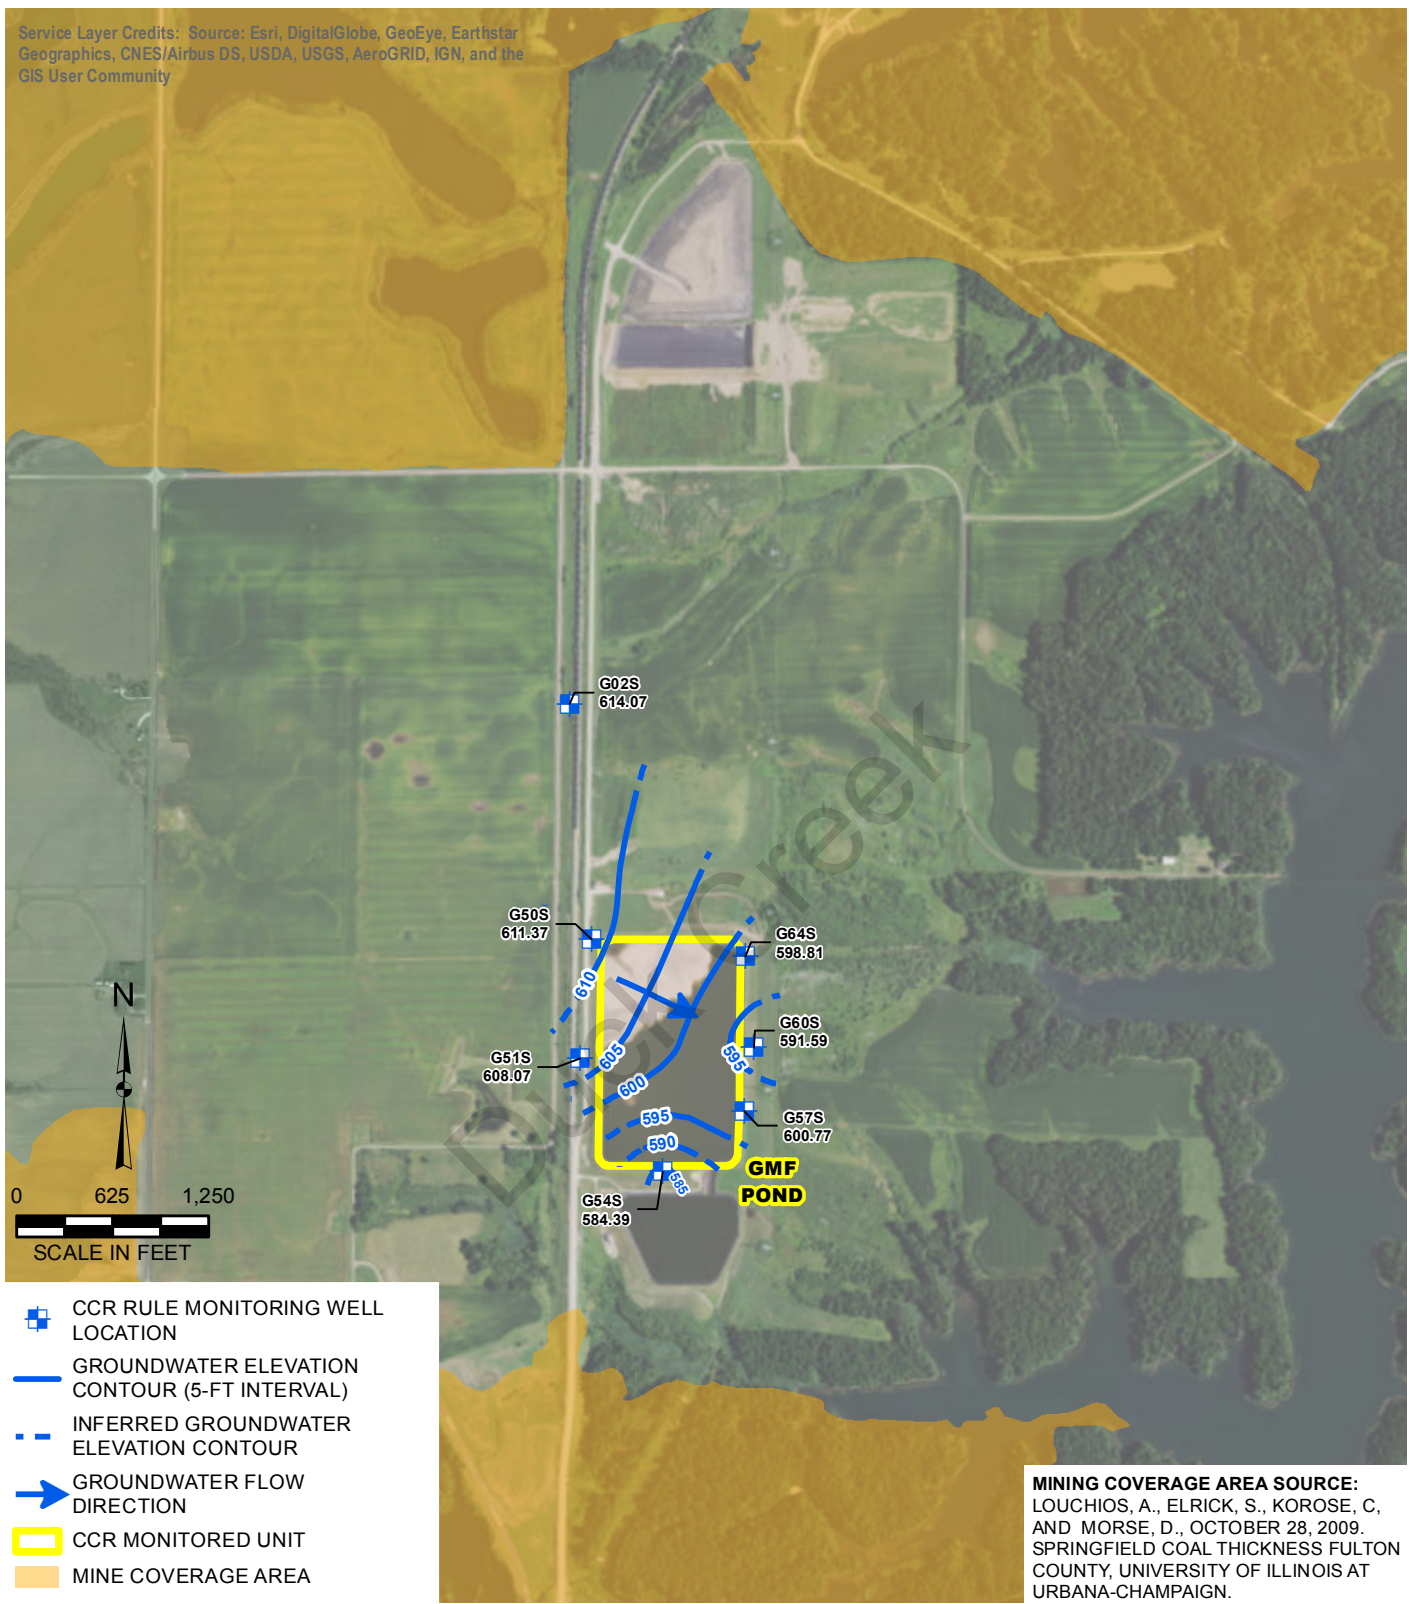 Service Layer Credits: Source: Esri, DigitalGlobe, GeoEye, Earthstar
Geographics, CNES/Airbus DS, USDA, USGS, AeroGRID, IGN, and the
GIS User Community
G02S
614.07
G50S
611.37
G64S
598.81
610
G60S
591.59
G51S
608.07
605
595
600
595
G57S
600.77
590
GMF
POND
585
G54S
584.39
Duck Creek
N
0 625 1,250
SCALE IN FEET
CCR RULE MONITORING WELL
LOCATION
GROUNDWATER ELEVATION
CONTOUR (5-FT INTERVAL)
INFERRED GROUNDWATER
ELEVATION CONTOUR
GROUNDWATER FLOW
DIRECTION
CCR MONITORED UNIT
MINE COVERAGE AREA
MINING COVERAGE AREA SOURCE:
LOUCHIOS, A., ELRICK, S., KOROSE, C,
AND MORSE, D., OCTOBER 28, 2009.
SPRINGFIELD COAL THICKNESS FULTON
COUNTY, UNIVERSITY OF ILLINOIS AT
URBANA-CHAMPAIGN.